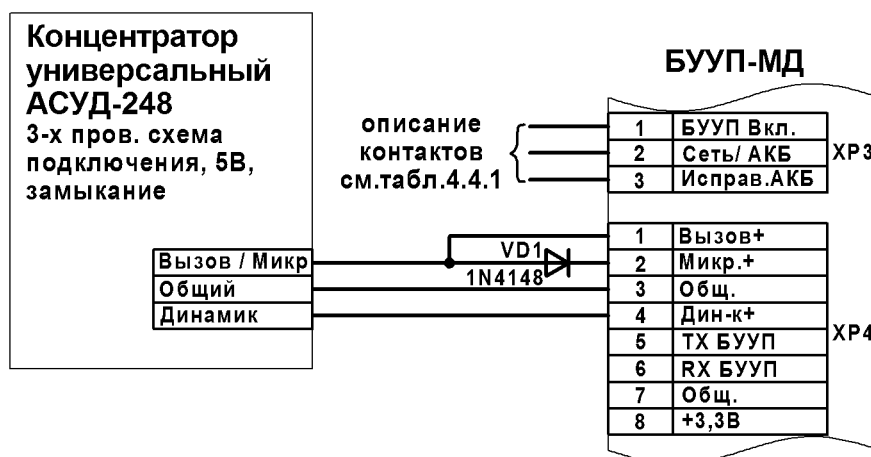 Концентратор
универсальный
АСУД-248
3-х пров. схема
подключения, 5В,
замыкание
Вызов / Микр
Общий
Динамик
описание
контактов
см.табл.4.4.1
VD1
1N4148
БУУП-МД
1 БУУП Вкл.
2 Сеть/ АКБ
3 Исправ.АКБ
XP3
1 Вызов+
2 Микр.+
3 Общ.
4 Дин-к+
5 TX БУУП
6 RX БУУП
7 Общ.
8 +3,3В
XP4